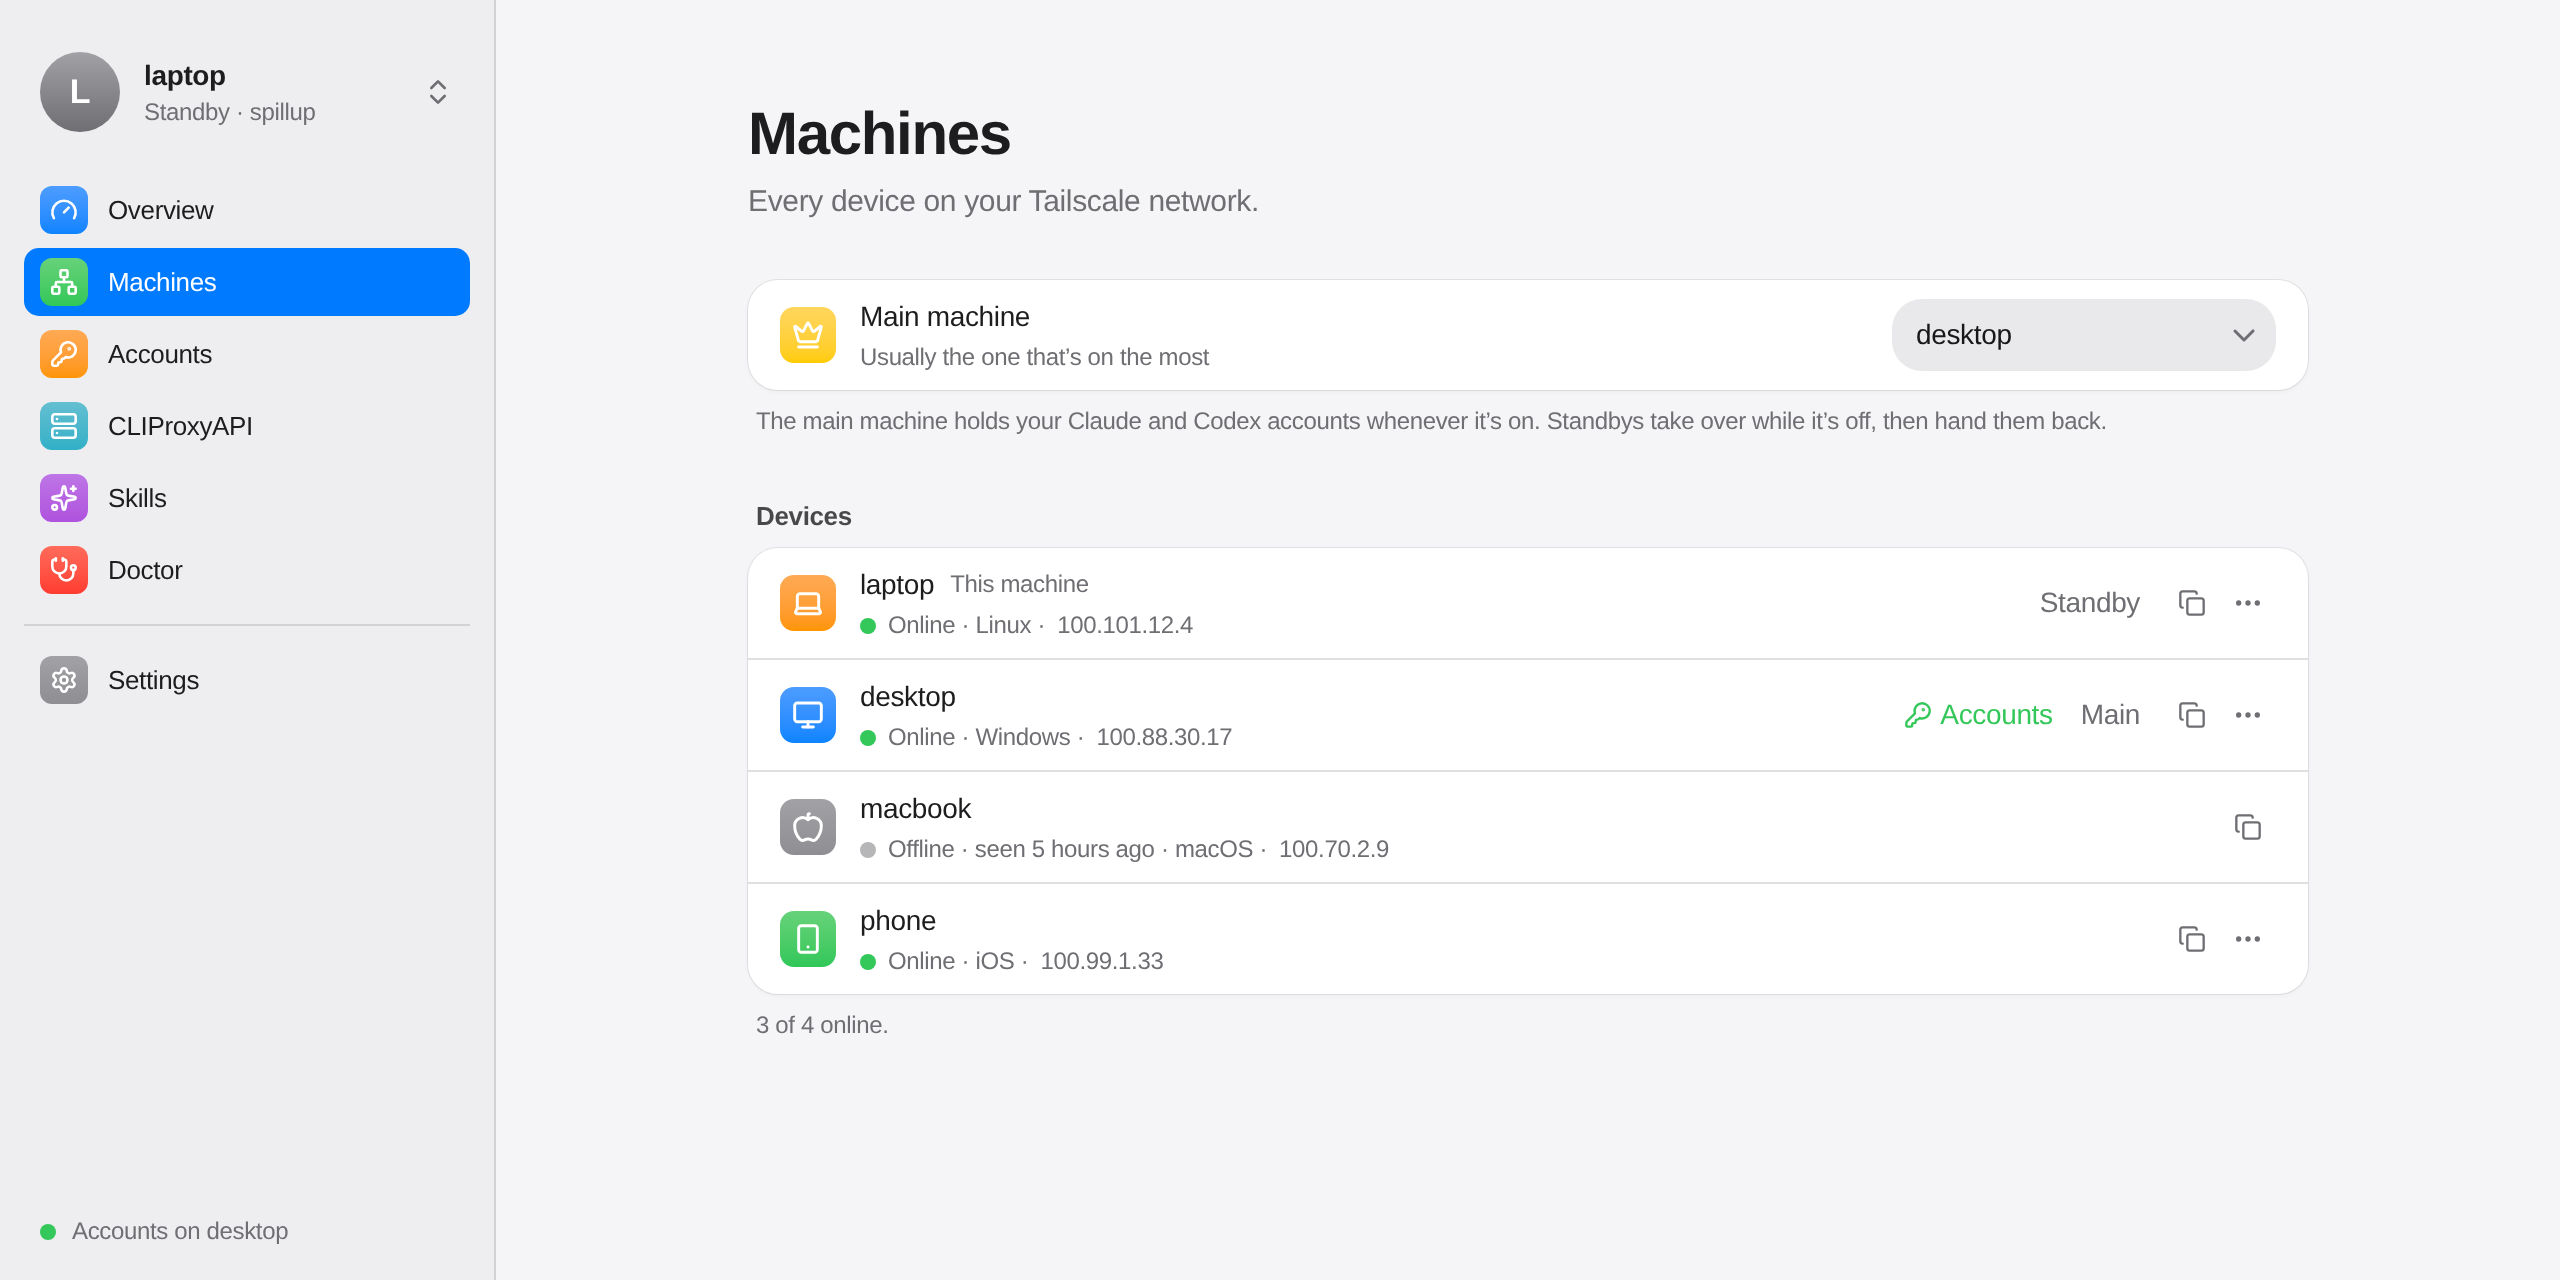 L
laptop
Standby · spillup
Overview
Machines
Accounts
CLIProxyAPI
Skills
Doctor
Settings
Accounts on desktop
Machines
Every device on your Tailscale network.
Main machine
Usually the one that’s on the most
desktop
The main machine holds your Claude and Codex accounts whenever it’s on. Standbys take over while it’s off, then hand them back.
Devices
laptop This machine
Online · Linux · 100.101.12.4
Standby
desktop
Online · Windows · 100.88.30.17
Accounts Main
macbook
Offline · seen 5 hours ago · macOS · 100.70.2.9
phone
Online · iOS · 100.99.1.33
3 of 4 online.